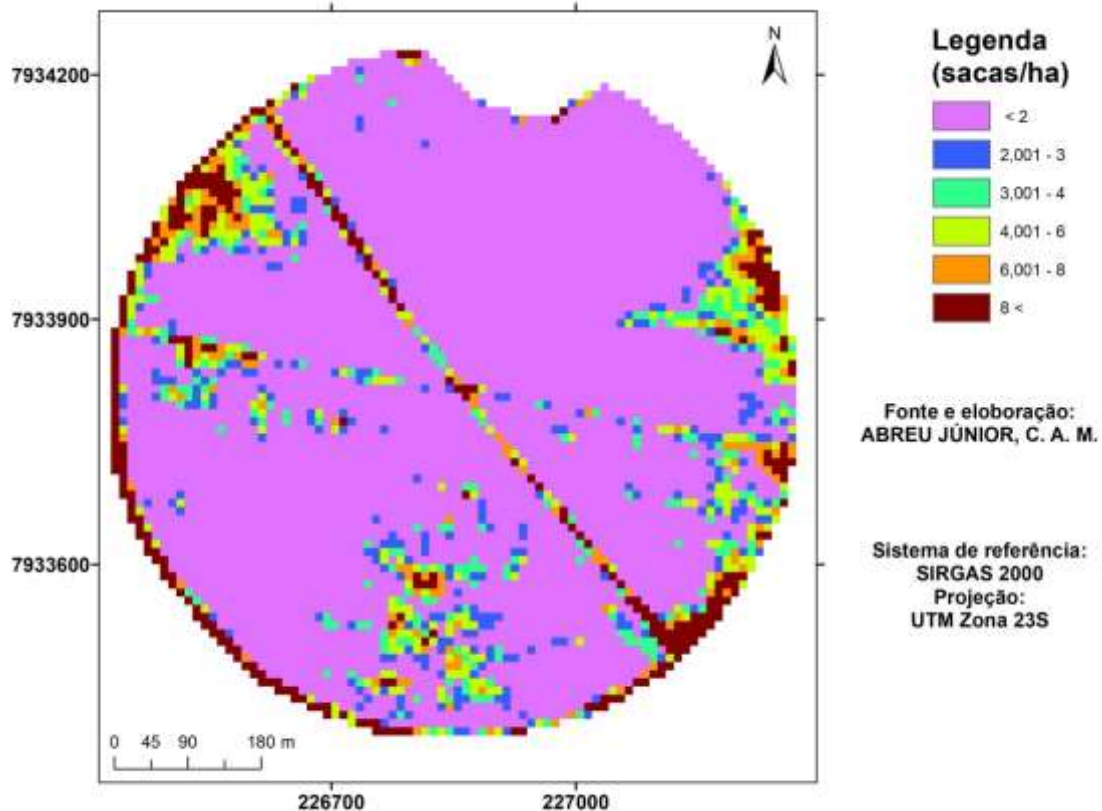 7934200
7933900
7933600
226700
227000
N
0 45 90 180 m
Legenda
(sacas/ha)
< 2
2,001 - 3
3,001 - 4
4,001 - 6
6,001 - 8
8 <
Fonte e eloboração:
ABREU JÚNIOR, C. A. M.
Sistema de referência:
SIRGAS 2000
Projeção:
UTM Zona 23S